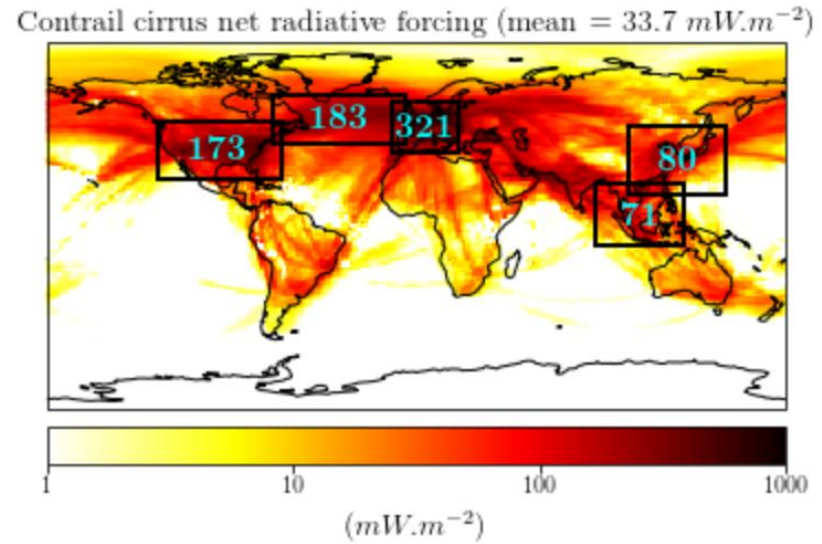 Contrail cirrus net radiative forcing (mean = 33.7 mW.m⁻²)
183
321
173
80
71
1 10 100 1000
(mW.m⁻²)